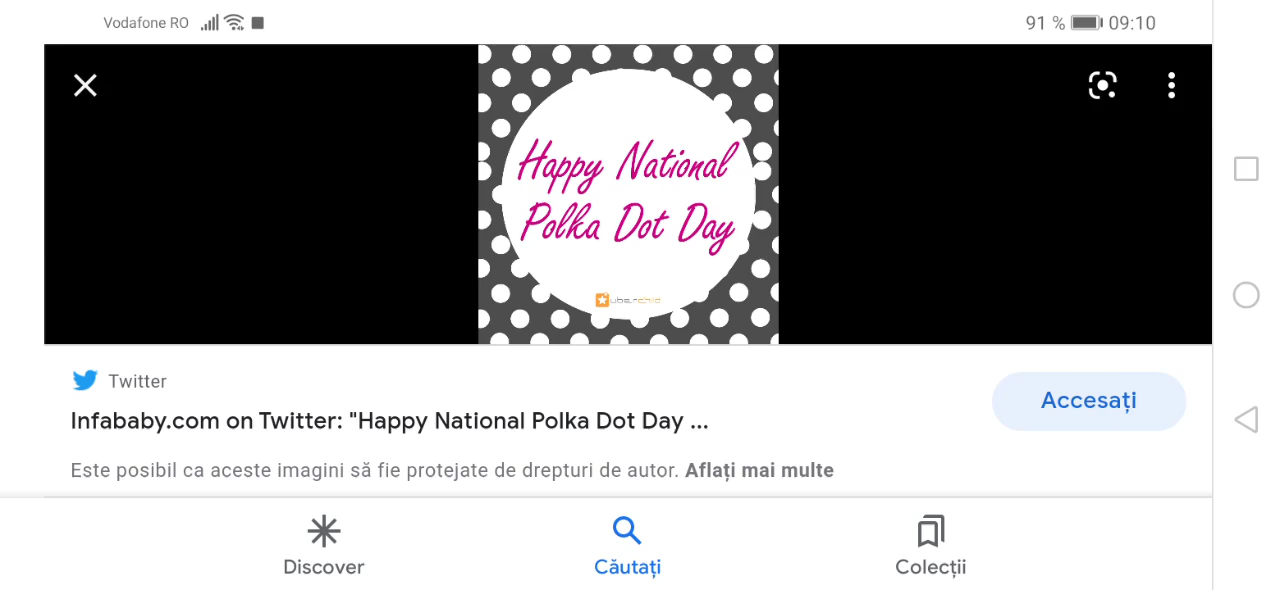 Vodafone RO
91 % 09:10
Happy National
Polka Dot Day
uberchild
Twitter
Infababy.com on Twitter: "Happy National Polka Dot Day ...
Accesați
Este posibil ca aceste imagini să fie protejate de drepturi de autor. Aflați mai multe
Discover
Căutați
Colecții